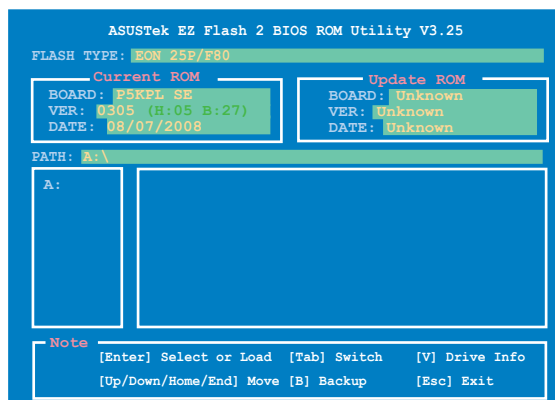 ASUSTek EZ Flash 2 BIOS ROM Utility V3.25
FLASH TYPE: EON 25P/F80
Current ROM
BOARD: P5KPL SE
VER: 0305 (H:05 B:27)
DATE: 08/07/2008
Update ROM
BOARD: Unknown
VER: Unknown
DATE: Unknown
PATH: A:\
A:
Note
[Enter] Select or Load [Tab] Switch [V] Drive Info
[Up/Down/Home/End] Move [B] Backup [Esc] Exit